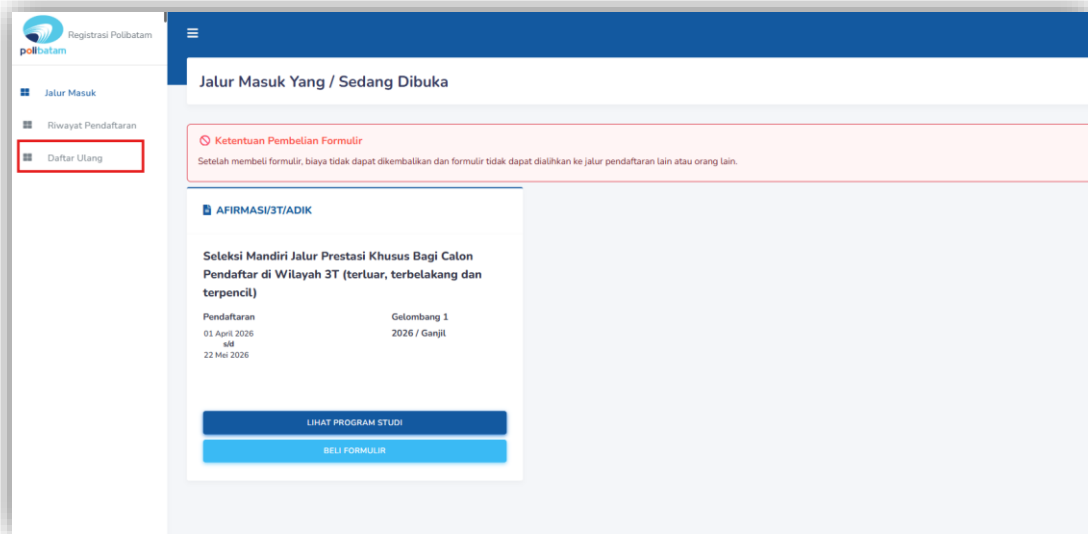 Registrasi Polibatam
polibatam
Jalur Masuk
Riwayat Pendaftaran
Daftar Ulang
Jalur Masuk Yang / Sedang Dibuka
Ketentuan Pembelian Formulir
Setelah membeli formulir, biaya tidak dapat dikembalikan dan formulir tidak dapat dialihkan ke jalur pendaftaran lain atau orang lain.
AFIRMASI/3T/ADIK
Seleksi Mandiri Jalur Prestasi Khusus Bagi Calon
Pendaftar di Wilayah 3T (terluar, terbelakang dan
terpencil)
Pendaftaran
01 April 2026
s/d
22 Mei 2026
Gelombang 1
2026 / Ganjil
LIHAT PROGRAM STUDI
BELI FORMULIR